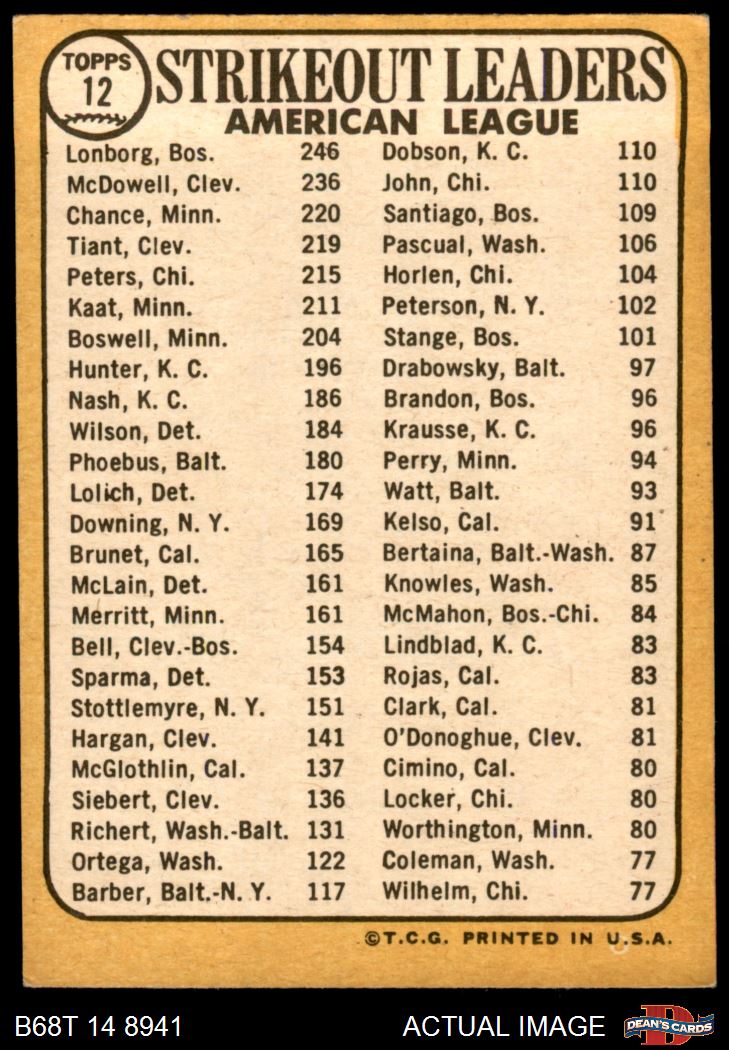 TOPPS
12
STRIKEOUT LEADERS
AMERICAN LEAGUE
Lonborg, Bos. 246
McDowell, Clev. 236
Chance, Minn. 220
Tiant, Clev. 219
Peters, Chi. 215
Kaat, Minn. 211
Boswell, Minn. 204
Hunter, K. C. 196
Nash, K. C. 186
Wilson, Det. 184
Phoebus, Balt. 180
Lolich, Det. 174
Downing, N. Y. 169
Brunet, Cal. 165
McLain, Det. 161
Merritt, Minn. 161
Bell, Clev.-Bos. 154
Sparma, Det. 153
Stottlemyre, N. Y. 151
Hargan, Clev. 141
McGlothlin, Cal. 137
Siebert, Clev. 136
Richert, Wash.-Balt. 131
Ortega, Wash. 122
Barber, Balt.-N. Y. 117
Dobson, K. C. 110
John, Chi. 110
Santiago, Bos. 109
Pascual, Wash. 106
Horlen, Chi. 104
Peterson, N. Y. 102
Stange, Bos. 101
Drabowsky, Balt. 97
Brandon, Bos. 96
Krausse, K. C. 96
Perry, Minn. 94
Watt, Balt. 93
Kelso, Cal. 91
Bertaina, Balt.-Wash. 87
Knowles, Wash. 85
McMahon, Bos.-Chi. 84
Lindblad, K. C. 83
Rojas, Cal. 83
Clark, Cal. 81
O'Donoghue, Clev. 81
Cimino, Cal. 80
Locker, Chi. 80
Worthington, Minn. 80
Coleman, Wash. 77
Wilhelm, Chi. 77
©T.C.G. PRINTED IN U.S.A.
B68T 14 8941
ACTUAL IMAGE
D
DEAN'S CARDS